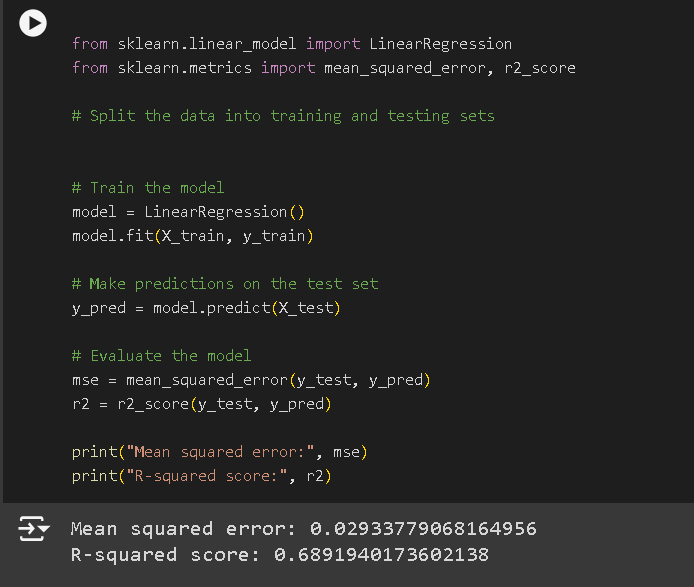 from sklearn.linear_model import LinearRegression
from sklearn.metrics import mean_squared_error, r2_score
# Split the data into training and testing sets
# Train the model
model = LinearRegression()
model.fit(X_train, y_train)
# Make predictions on the test set
y_pred = model.predict(X_test)
# Evaluate the model
mse = mean_squared_error(y_test, y_pred)
r2 = r2_score(y_test, y_pred)
print("Mean squared error:", mse)
print("R-squared score:", r2)
Mean squared error: 0.02933779068164956
R-squared score: 0.6891940173602138